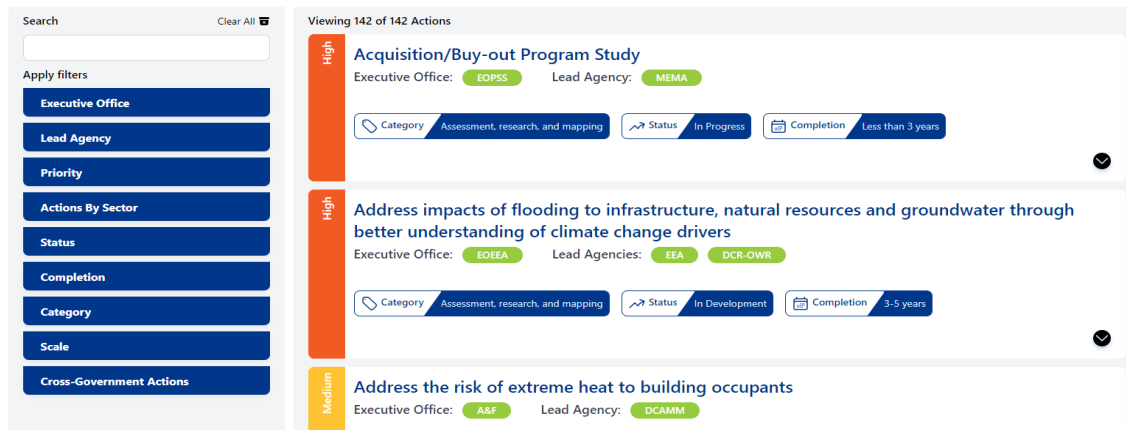 Search
Clear All
Apply filters
Executive Office
Lead Agency
Priority
Actions By Sector
Status
Completion
Category
Scale
Cross-Government Actions
Viewing 142 of 142 Actions
High
Acquisition/Buy-out Program Study
Executive Office: EOPSS Lead Agency: MEMA
Category Assessment, research, and mapping Status In Progress Completion Less than 3 years
High
Address impacts of flooding to infrastructure, natural resources and groundwater through
better understanding of climate change drivers
Executive Office: EOEEA Lead Agencies: EEA DCR-OWR
Category Assessment, research, and mapping Status In Development Completion 3-5 years
Medium
Address the risk of extreme heat to building occupants
Executive Office: A&F Lead Agency: DCAMM